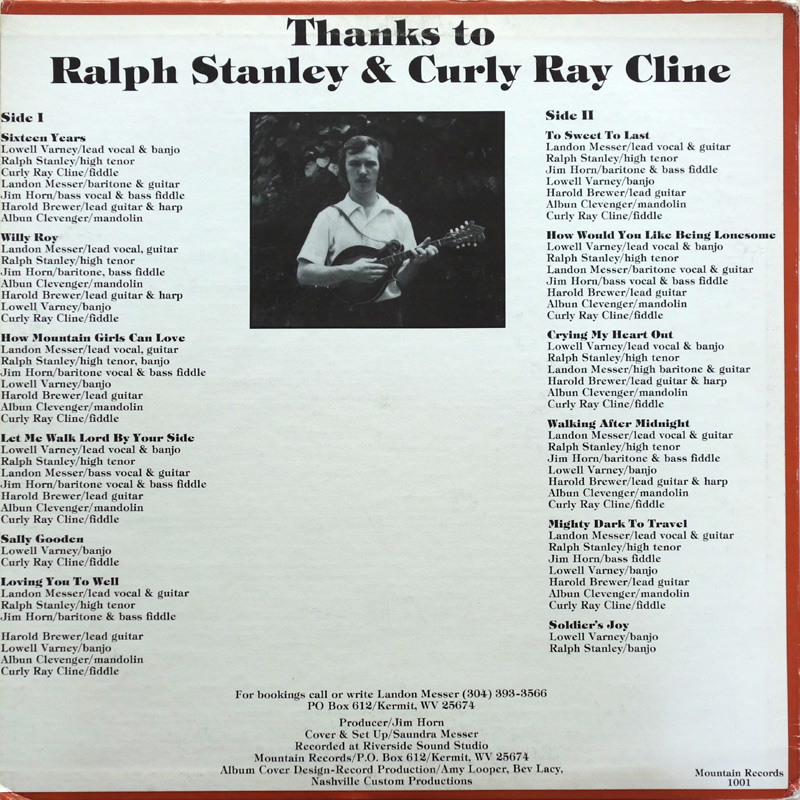 Thanks to
Ralph Stanley & Curly Ray Cline
Side I
Sixteen Years
Lowell Varney/lead vocal & banjo
Ralph Stanley/high tenor
Curly Ray Cline/fiddle
Landon Messer/baritone & guitar
Jim Horn/bass vocal & bass fiddle
Harold Brewer/lead guitar & harp
Albun Clevenger/mandolin
Willy Roy
Landon Messer/lead vocal, guitar
Ralph Stanley/high tenor
Jim Horn/baritone, bass fiddle
Albun Clevenger/mandolin
Harold Brewer/lead guitar & harp
Lowell Varney/banjo
Curly Ray Cline/fiddle
How Mountain Girls Can Love
Landon Messer/lead vocal, guitar
Ralph Stanley/high tenor, banjo
Jim Horn/baritone vocal & bass fiddle
Lowell Varney/banjo
Harold Brewer/lead guitar
Albun Clevenger/mandolin
Curly Ray Cline/fiddle
Let Me Walk Lord By Your Side
Lowell Varney/lead vocal & banjo
Ralph Stanley/high tenor
Landon Messer/bass vocal & guitar
Jim Horn/baritone vocal & bass fiddle
Harold Brewer/lead guitar
Albun Clevenger/mandolin
Curly Ray Cline/fiddle
Sally Gooden
Lowell Varney/banjo
Curly Ray Cline/fiddle
Loving You To Well
Landon Messer/lead vocal & guitar
Ralph Stanley/high tenor
Jim Horn/baritone & bass fiddle
Harold Brewer/lead guitar
Lowell Varney/banjo
Albun Clevenger/mandolin
Curly Ray Cline/fiddle
Side II
To Sweet To Last
Landon Messer/lead vocal & guitar
Ralph Stanley/high tenor
Jim Horn/baritone & bass fiddle
Lowell Varney/banjo
Harold Brewer/lead guitar
Albun Clevenger/mandolin
Curly Ray Cline/fiddle
How Would You Like Being Lonesome
Lowell Varney/lead vocal & banjo
Ralph Stanley/high tenor
Landon Messer/baritone vocal & guitar
Jim Horn/bass vocal & bass fiddle
Harold Brewer/lead guitar
Albun Clevenger/mandolin
Curly Ray Cline/fiddle
Crying My Heart Out
Lowell Varney/lead vocal & banjo
Ralph Stanley/high tenor
Landon Messer/high baritone & guitar
Harold Brewer/lead guitar & harp
Albun Clevenger/mandolin
Curly Ray Cline/fiddle
Walking After Midnight
Landon Messer/lead vocal & guitar
Ralph Stanley/high tenor
Jim Horn/baritone & bass fiddle
Lowell Varney/banjo
Harold Brewer/lead guitar & harp
Albun Clevenger/mandolin
Curly Ray Cline/fiddle
Mighty Dark To Travel
Landon Messer/lead vocal & guitar
Ralph Stanley/high tenor
Jim Horn/bass fiddle
Lowell Varney/banjo
Harold Brewer/lead guitar
Albun Clevenger/mandolin
Curly Ray Cline/fiddle
Soldier's Joy
Lowell Varney/banjo
Ralph Stanley/banjo
For bookings call or write Landon Messer (304) 393-3566
PO Box 612/Kermit, WV 25674
Producer/Jim Horn
Cover & Set Up/Saundra Messer
Recorded at Riverside Sound Studio
Mountain Records/P.O. Box 612/Kermit, WV 25674
Album Cover Design-Record Production/Amy Looper, Bev Lacy,
Nashville Custom Productions
Mountain Records
1001